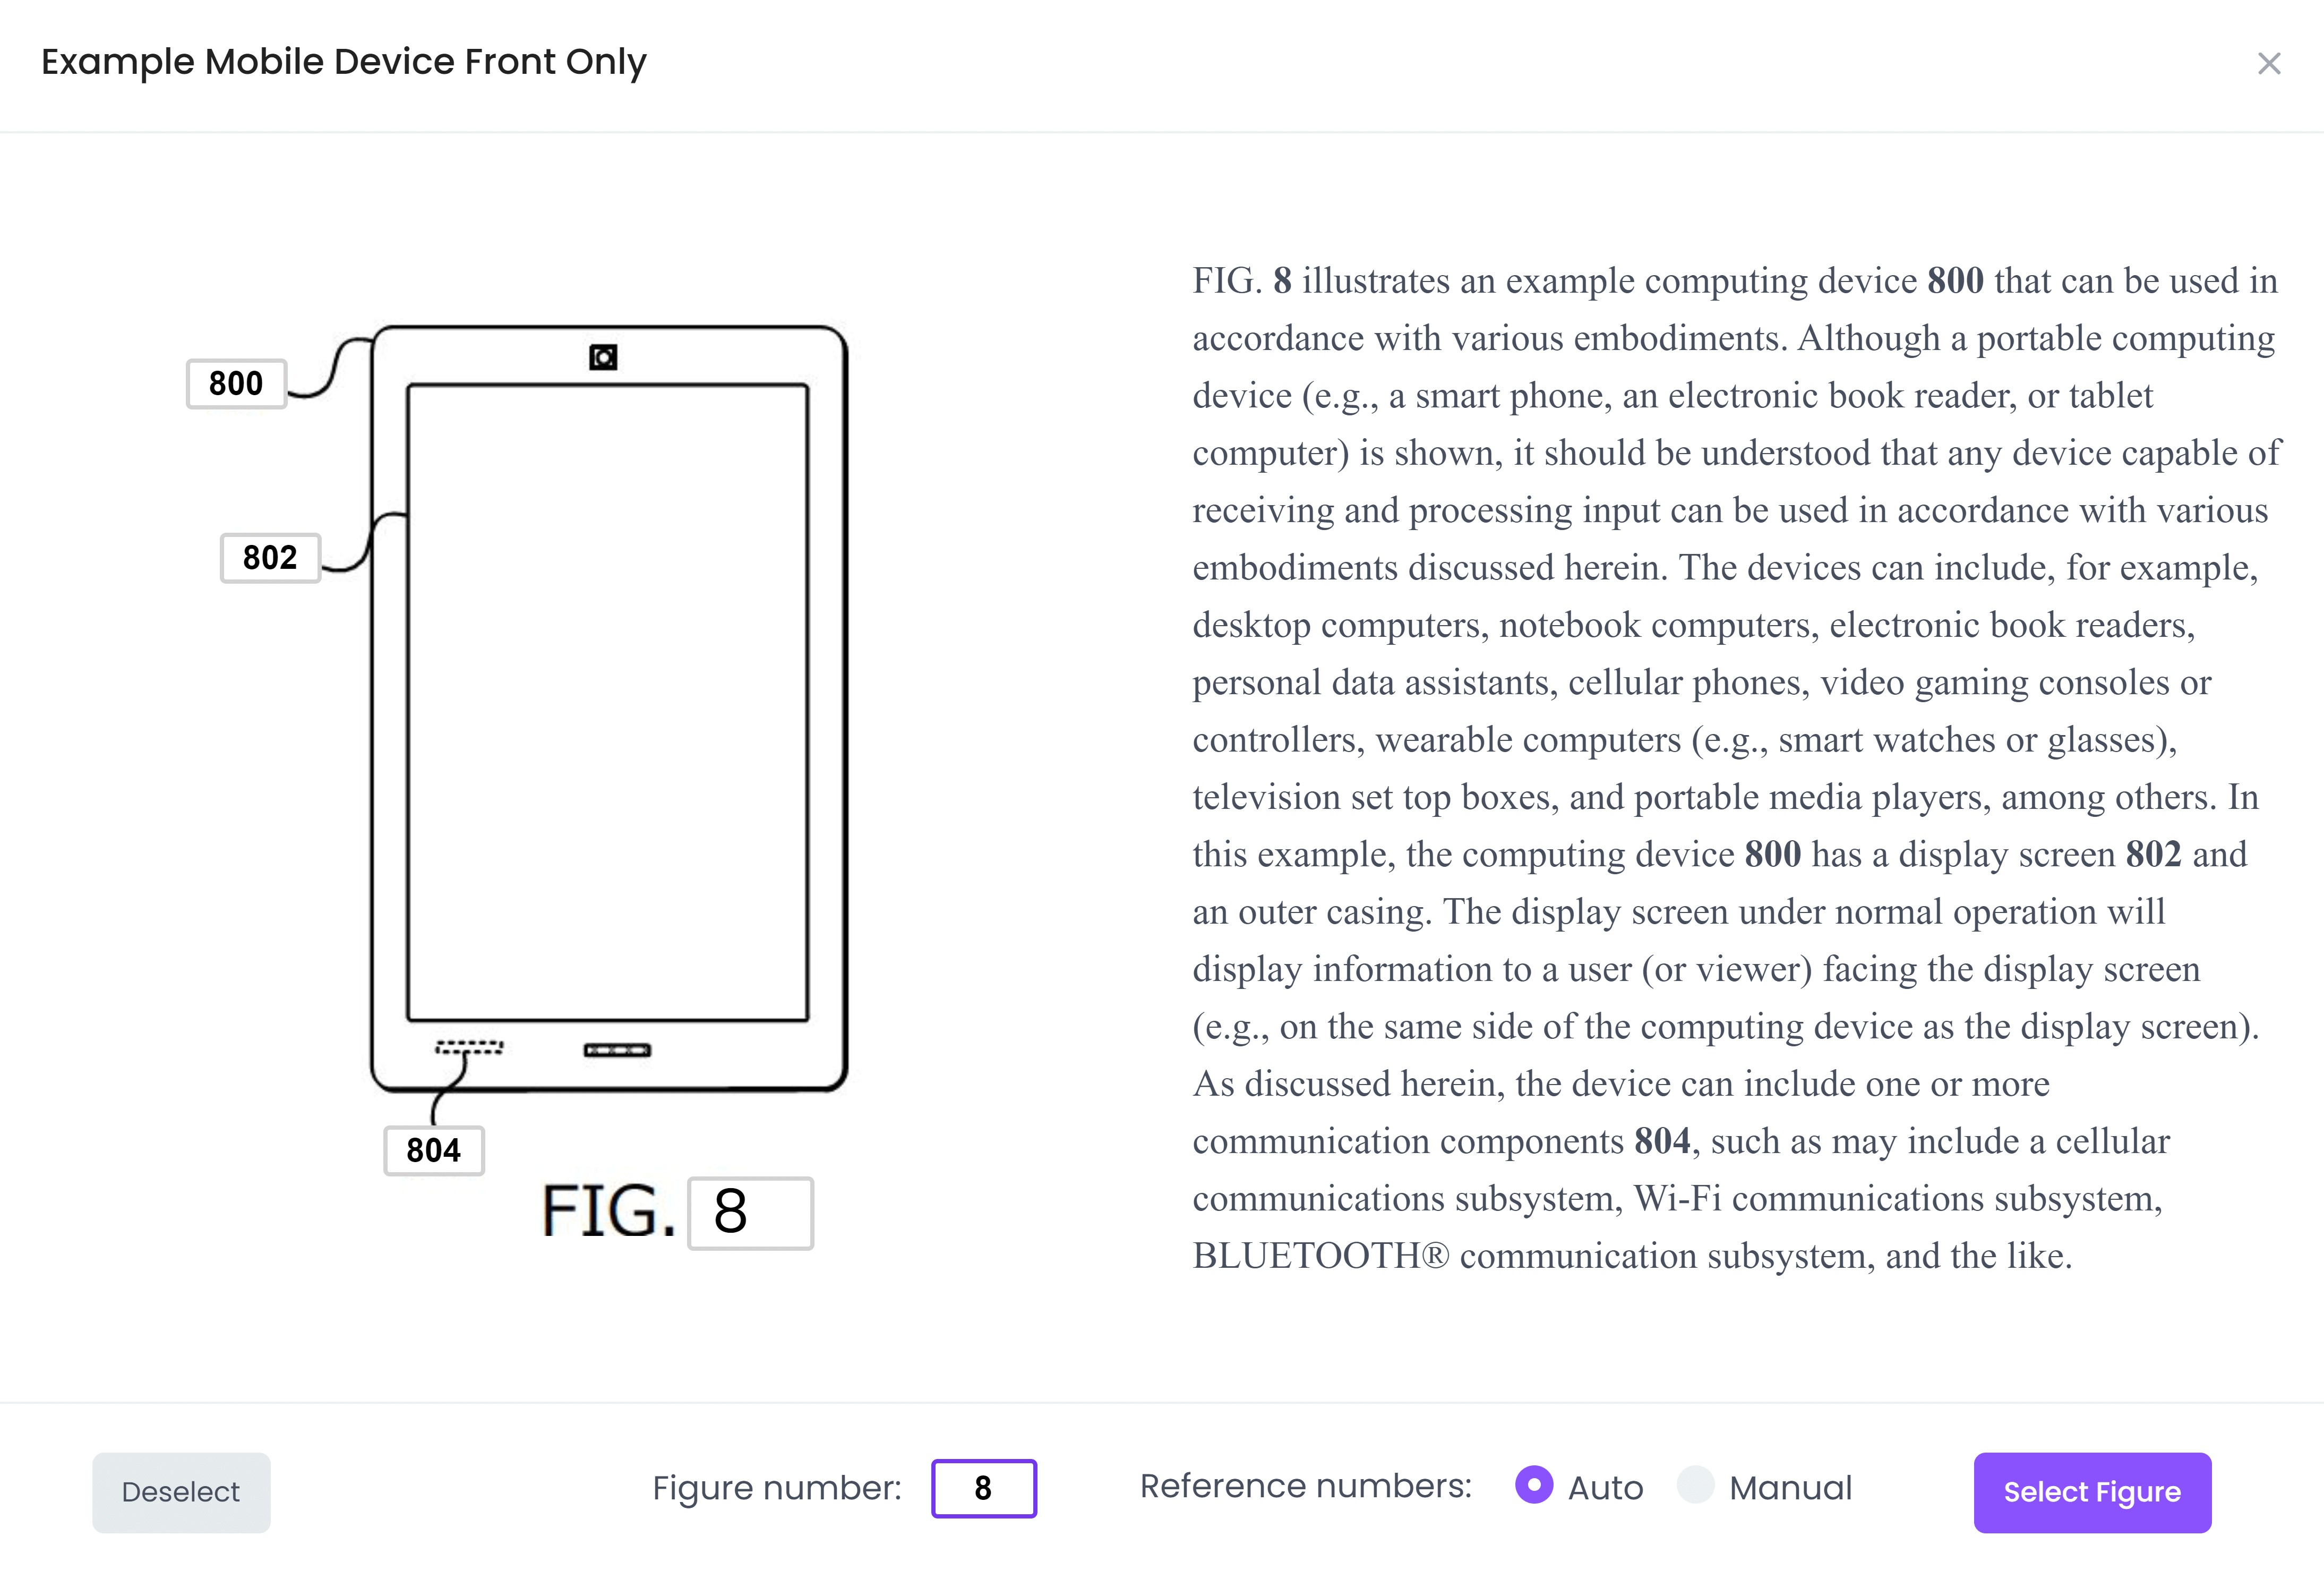 Example Mobile Device Front Only
800
802
804
FIG. 8
FIG. 8 illustrates an example computing device 800 that can be used in
accordance with various embodiments. Although a portable computing
device (e.g., a smart phone, an electronic book reader, or tablet
computer) is shown, it should be understood that any device capable of
receiving and processing input can be used in accordance with various
embodiments discussed herein. The devices can include, for example,
desktop computers, notebook computers, electronic book readers,
personal data assistants, cellular phones, video gaming consoles or
controllers, wearable computers (e.g., smart watches or glasses),
television set top boxes, and portable media players, among others. In
this example, the computing device 800 has a display screen 802 and
an outer casing. The display screen under normal operation will
display information to a user (or viewer) facing the display screen
(e.g., on the same side of the computing device as the display screen).
As discussed herein, the device can include one or more
communication components 804, such as may include a cellular
communications subsystem, Wi-Fi communications subsystem,
BLUETOOTH® communication subsystem, and the like.
Deselect
Figure number: 8
Reference numbers: Auto Manual
Select Figure